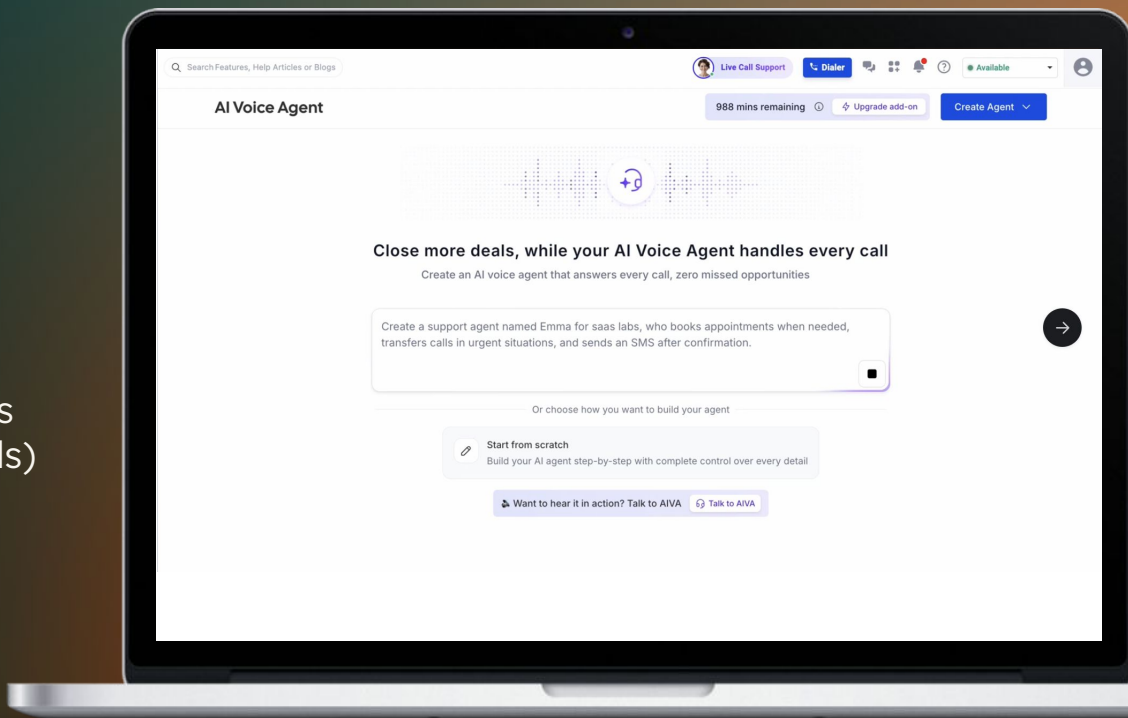 Search Features, Help Articles or Blogs
Live Call Support
Dialer
Available
AI Voice Agent
988 mins remaining
Upgrade add-on
Create Agent
Close more deals, while your AI Voice Agent handles every call
Create an AI voice agent that answers every call, zero missed opportunities
Create a support agent named Emma for saas labs, who books appointments when needed,
transfers calls in urgent situations, and sends an SMS after confirmation.
Or choose how you want to build your agent
Start from scratch
Build your AI agent step-by-step with complete control over every detail
Want to hear it in action? Talk to AIVA
Talk to AIVA